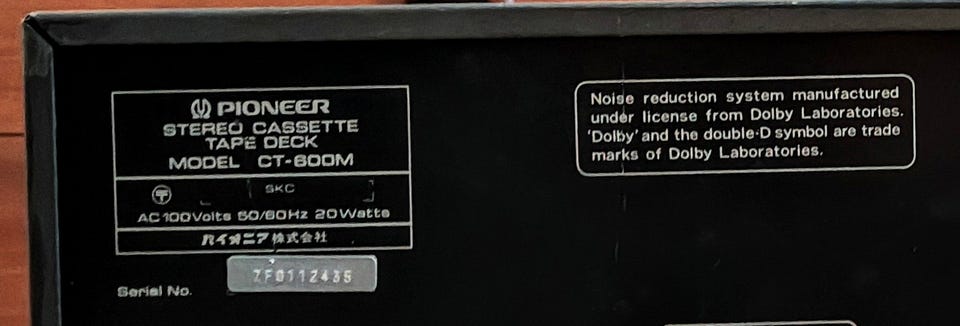 PIONEER
STEREO CASSETTE
TAPE DECK
MODEL CT-600M
SKC
AC 100Volts 50/60Hz 20Watts
パイオニア株式会社
Serial No. ZF0112435
Noise reduction system manufactured
under license from Dolby Laboratories.
'Dolby' and the double-D symbol are trade
marks of Dolby Laboratories.